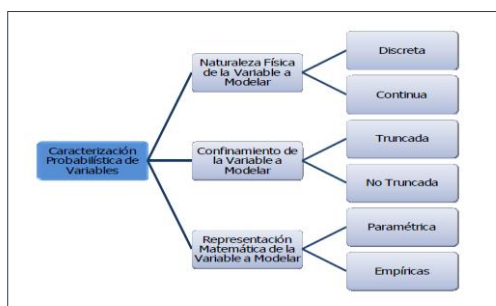 Caracterización
Probabilística de
Variables
Naturaleza Física
de la Variable a
Modelar
Discreta
Continua
Confinamiento de
la Variable a
Modelar
Truncada
No Truncada
Representación
Matemática de la
Variable a Modelar
Paramétrica
Empíricas